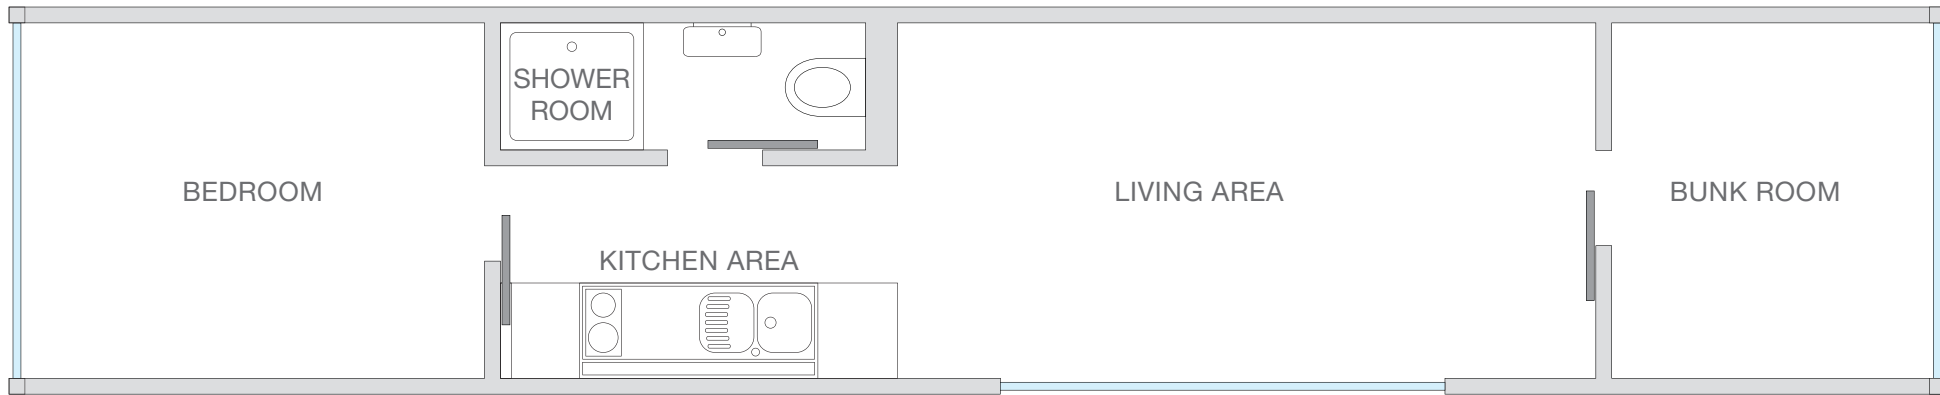 SHOWER
ROOM
BEDROOM
LIVING AREA
BUNK ROOM
KITCHEN AREA